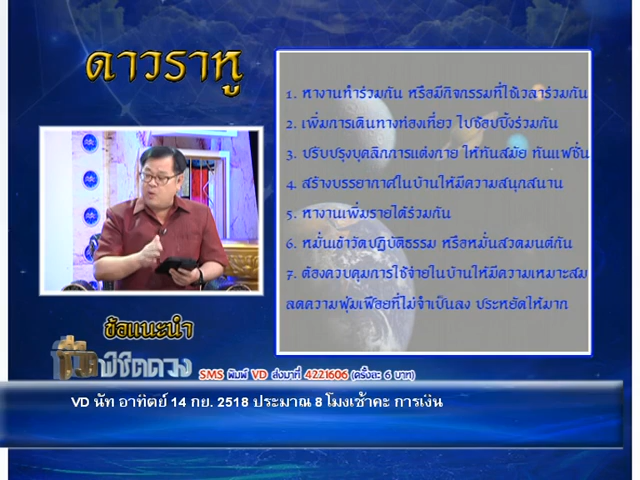 ดาวราหู
1. หางานทำร่วมกัน หรือมีกิจกรรมที่ใช้เวลาร่วมกัน
2. เพิ่มการเดินทางท่องเที่ยว ไปช้อปปิ้งร่วมกัน
3. ปรับปรุงบุคลิกการแต่งกาย ให้ทันสมัย ทันแฟชั่น
4. สร้างบรรยากาศในบ้านให้มีความสนุกสนาน
5. หางานเพิ่มรายได้ร่วมกัน
6. หมั่นเข้าวัดปฏิบัติธรรม หรือหมั่นสวดมนต์กัน
7. ต้องควบคุมการใช้จ่ายในบ้านให้มีความเหมาะสม
ลดความฟุ่มเฟือยที่ไม่จำเป็นลง ประหยัดให้มาก
ข้อแนะนำ
พิชิตดวง
SMS พิมพ์ VD ส่งมาที่ 4221606 (ครั้งละ 6 บาท)
VD นัท อาทิตย์ 14 กย. 2518 ประมาณ 8 โมงเช้าคะ การเงิน